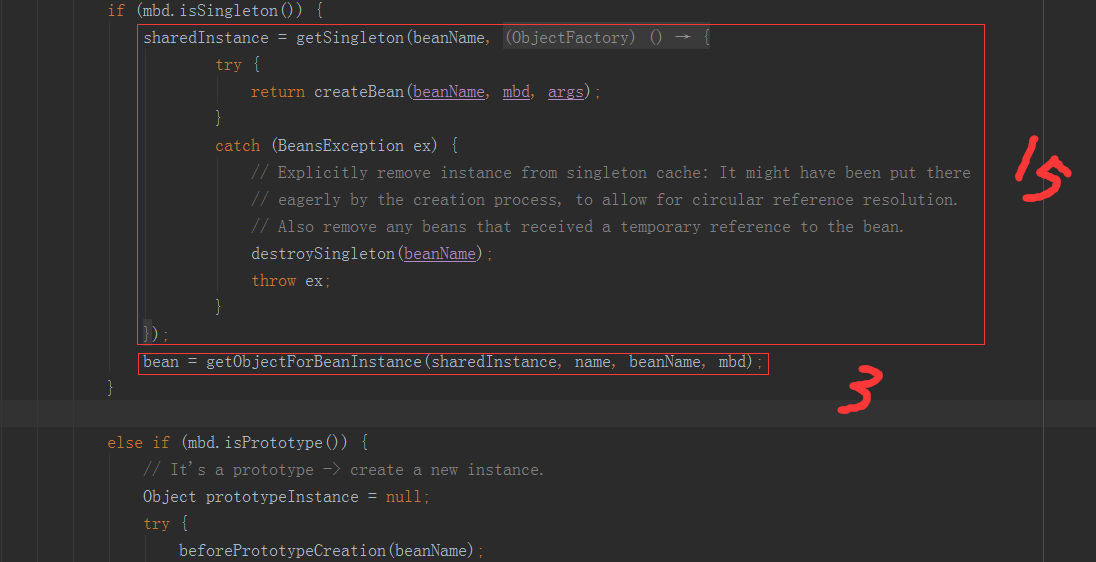 if (mbd.isSingleton()) {
sharedInstance = getSingleton(beanName, (ObjectFactory) () → {
try {
return createBean(beanName, mbd, args);
}
catch (BeansException ex) {
// Explicitly remove instance from singleton cache: It might have been put there
// eagerly by the creation process, to allow for circular reference resolution.
// Also remove any beans that received a temporary reference to the bean.
destroySingleton(beanName);
throw ex;
}
});
15
bean = getObjectForBeanInstance(sharedInstance, name, beanName, mbd);
3
}
else if (mbd.isPrototype()) {
// It's a prototype -> create a new instance.
Object prototypeInstance = null;
try {
beforePrototypeCreation(beanName);